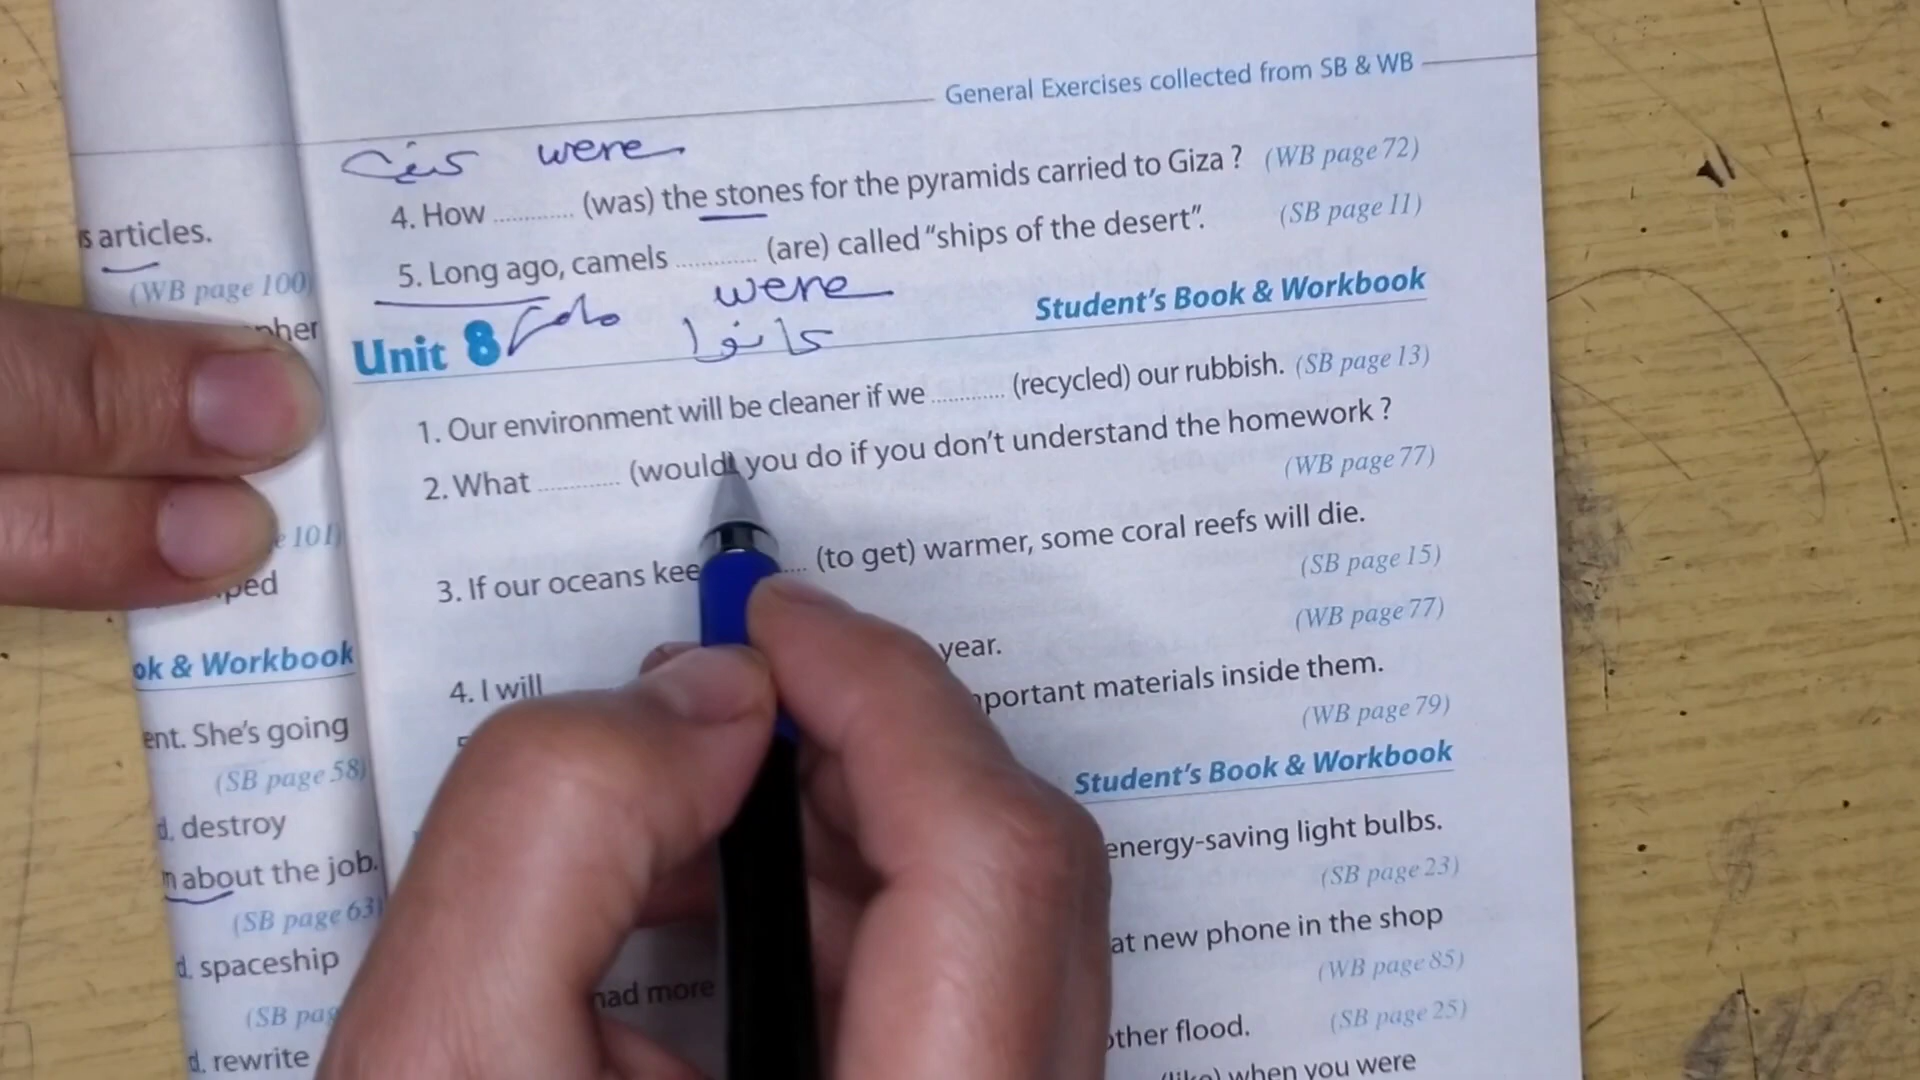 General Exercises collected from SB & WB
were
4. How ............ (was) the stones for the pyramids carried to Giza ? (WB page 72)
5. Long ago, camels ............ (are) called "ships of the desert". (SB page 11)
were
كانوا
Unit 8
Student's Book & Workbook
1. Our environment will be cleaner if we ............ (recycled) our rubbish. (SB page 13)
2. What ............ (would) you do if you don't understand the homework ?
(WB page 77)
3. If our oceans kee .... (to get) warmer, some coral reefs will die.
(SB page 15)
(WB page 77)
4. I will year.
portant materials inside them.
(WB page 79)
Student's Book & Workbook
energy-saving light bulbs.
(SB page 23)
at new phone in the shop
(WB page 85)
had more
other flood. (SB page 25)
when you were
s articles.
(WB page 100)
pher
e 101)
ped
ok & Workbook
ent. She's going
(SB page 58)
d. destroy
n about the job.
(SB page 63)
d. spaceship
(SB pag
d. rewrite